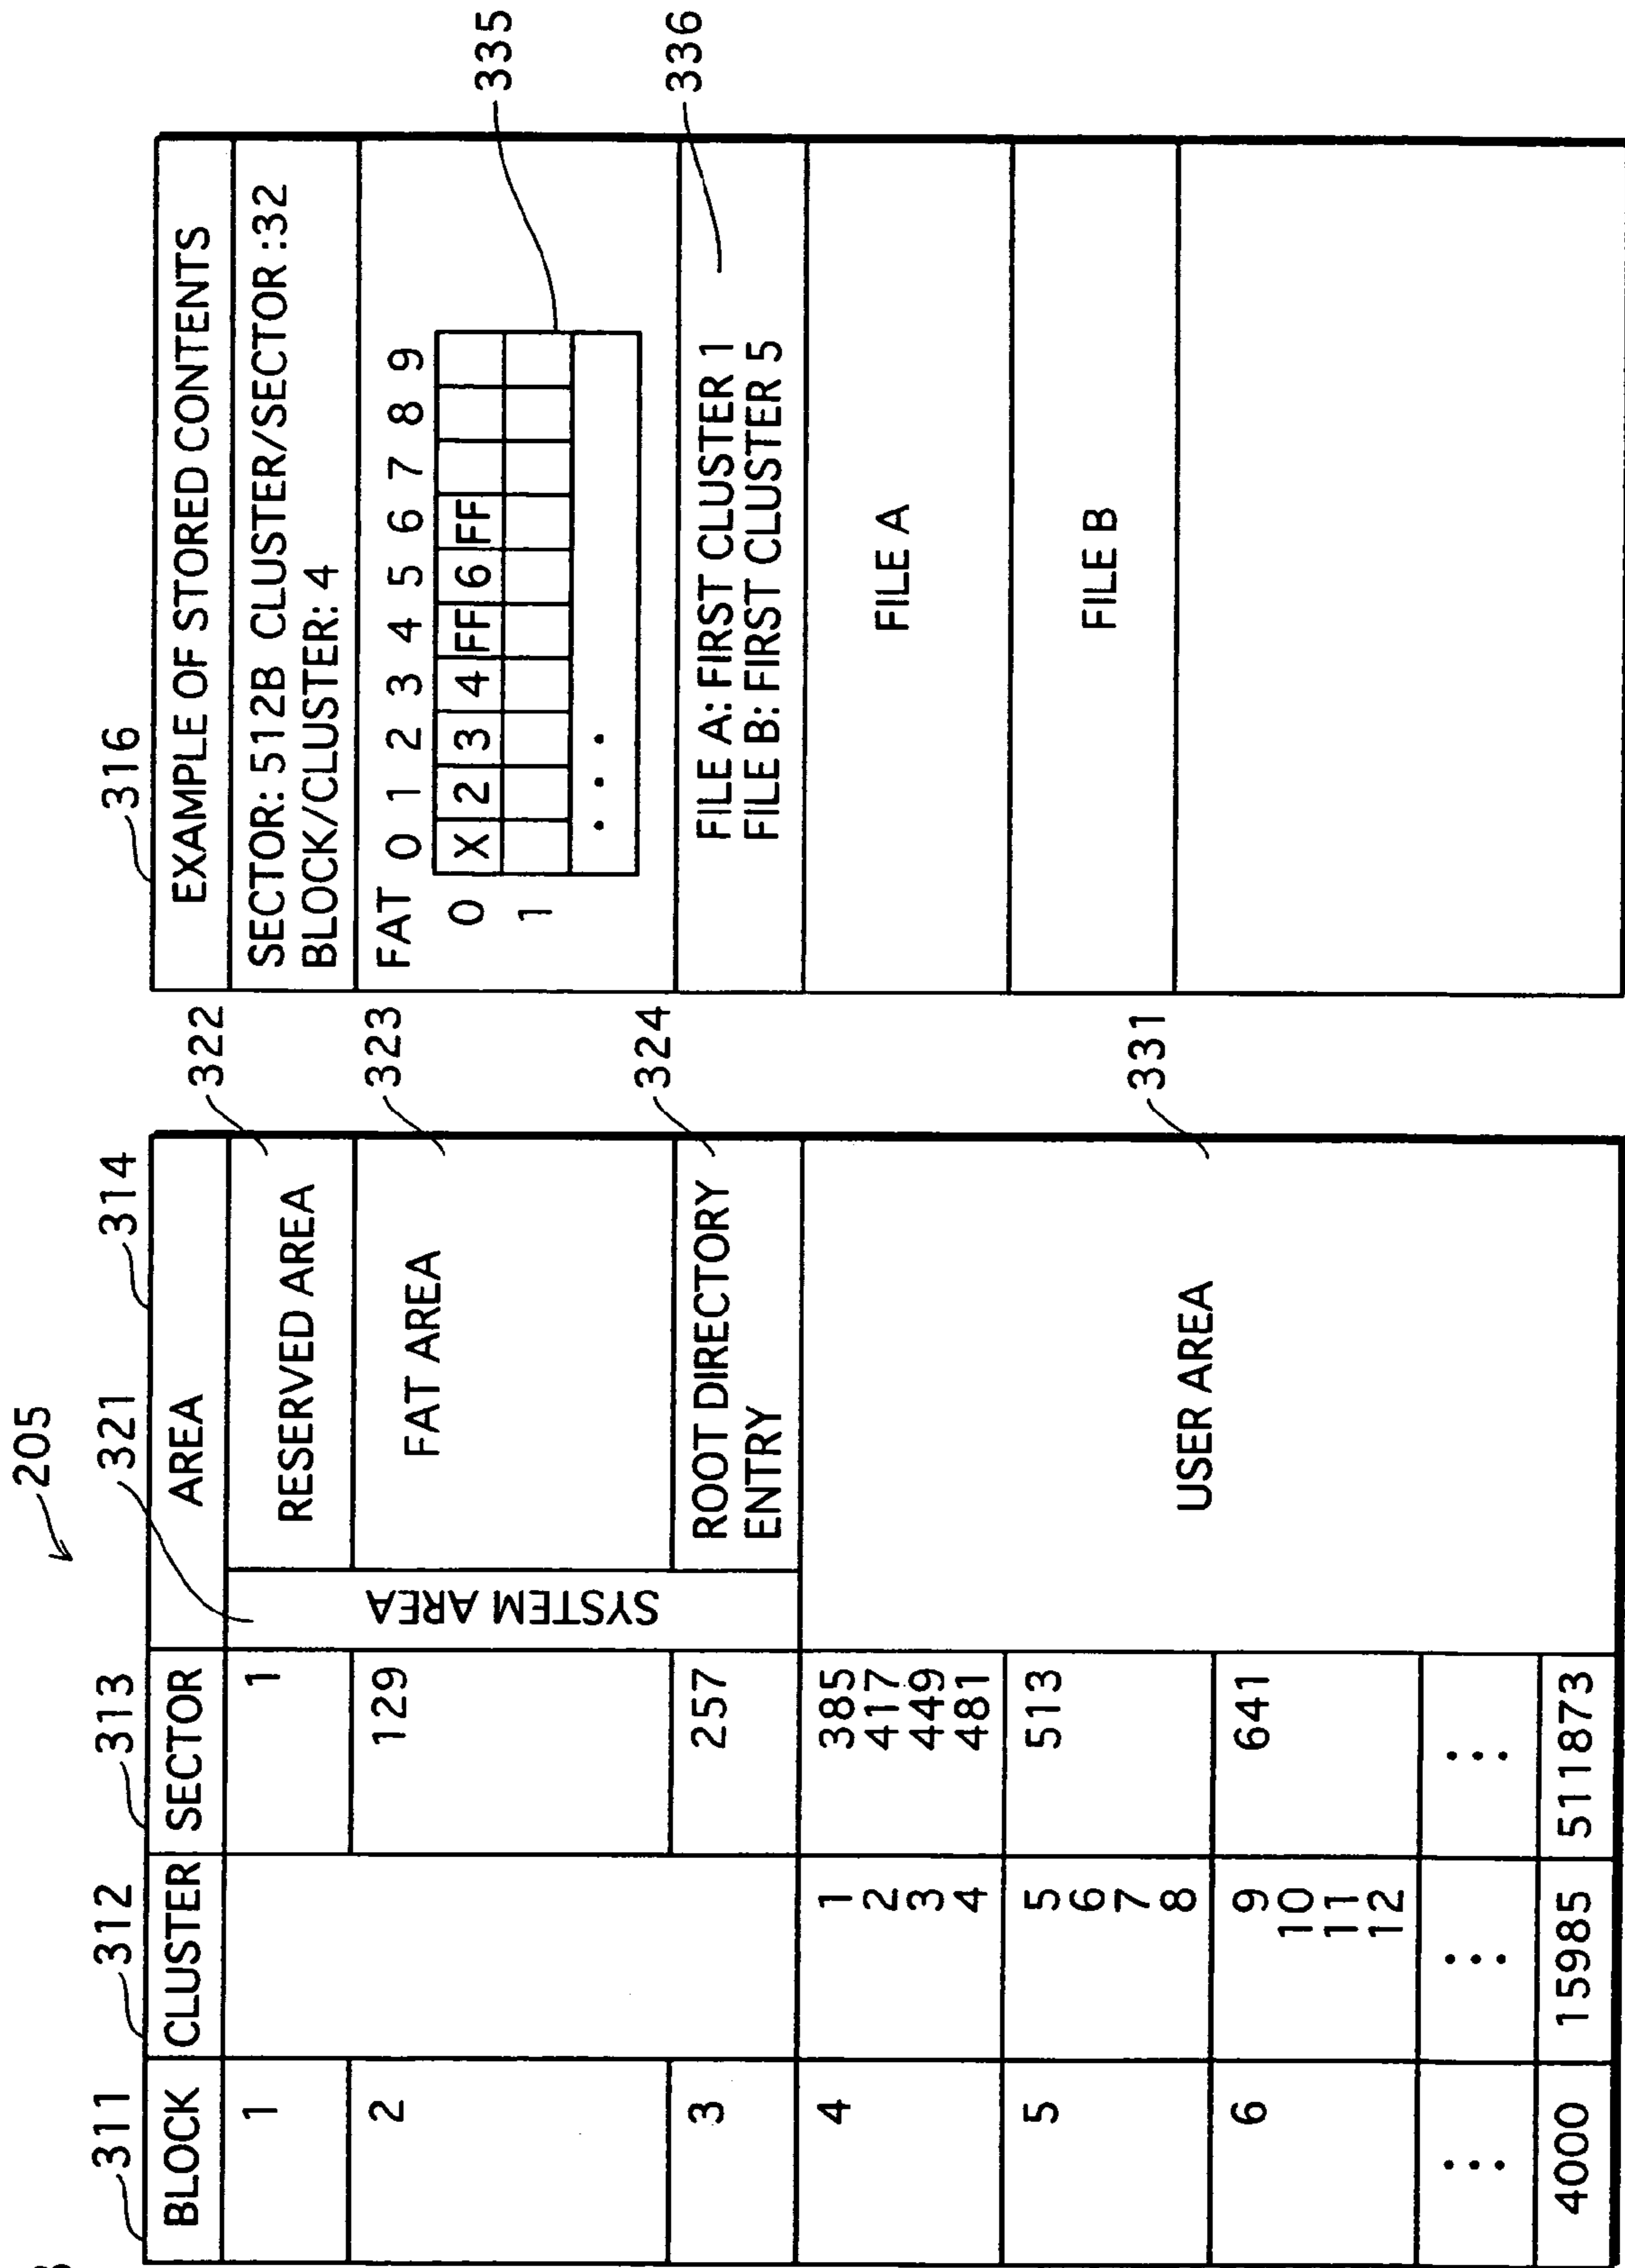 205
311 312 313 321 314
BLOCK CLUSTER SECTOR AREA
1 1 SYSTEM AREA RESERVED AREA 322
2 129 FAT AREA 323
3 257 ROOT DIRECTORY 324
ENTRY
4 1 385
2 417
3 449
4 481
5 5 513 USER AREA 331
6
7
8
6 9 641
10
11
12
... ... ...
4000 15985 511873
316
EXAMPLE OF STORED CONTENTS
SECTOR: 512B CLUSTER/SECTOR :32
BLOCK/CLUSTER: 4
FAT 0 1 2 3 4 5 6 7 8 9
0 X 2 3 4 FF 6 FF
1
...
335
FILE A: FIRST CLUSTER 1
FILE B: FIRST CLUSTER 5
336
FILE A
FILE B